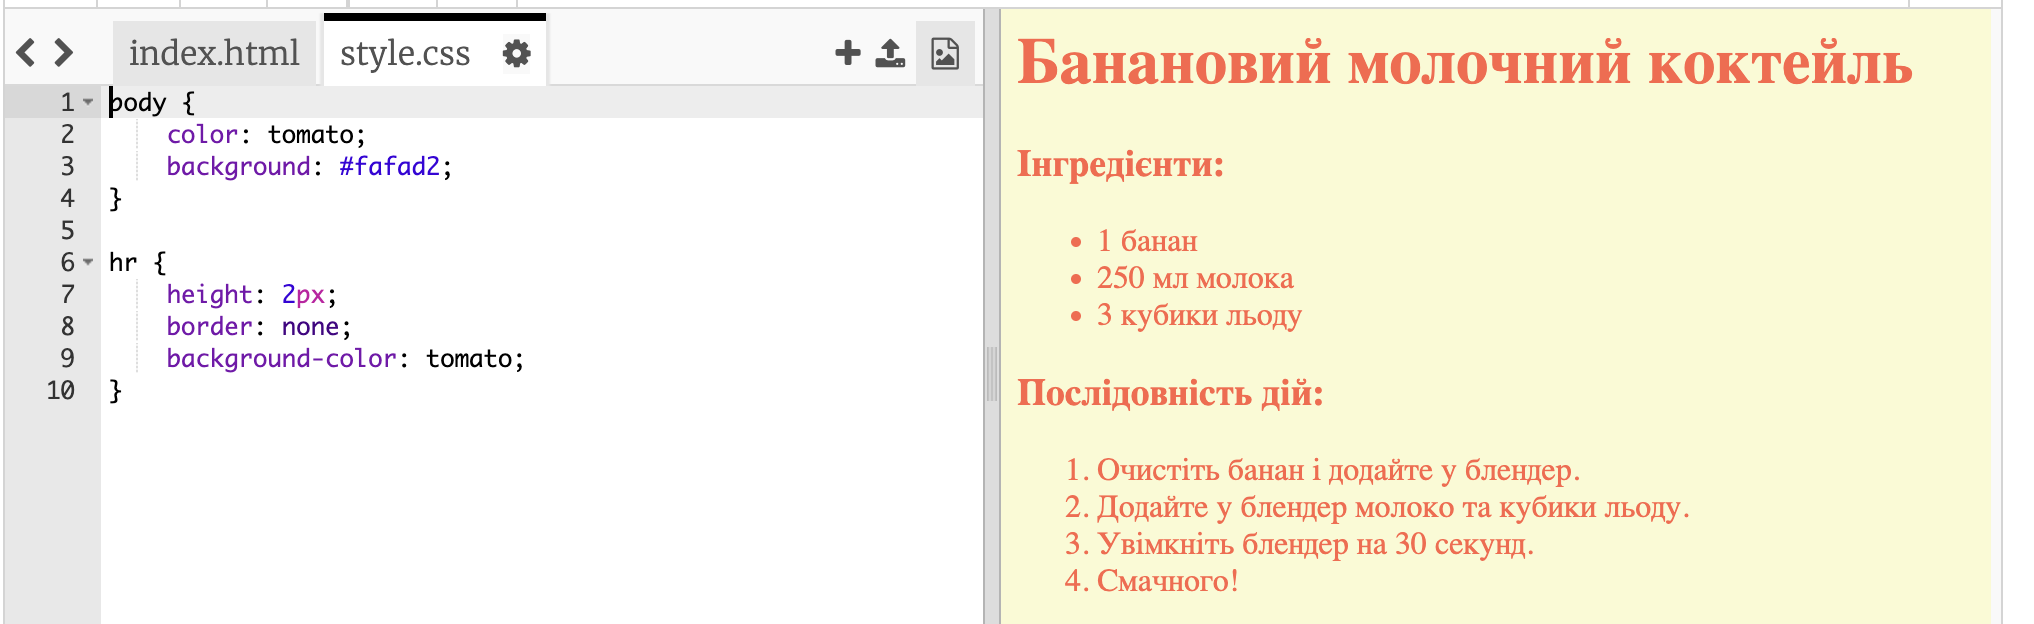 index.html
style.css
1 body {
2 color: tomato;
3 background: #fafad2;
4 }
5
6 hr {
7 height: 2px;
8 border: none;
9 background-color: tomato;
10 }
Банановий молочний коктейль
Інгредієнти:
• 1 банан
• 250 мл молока
• 3 кубики льоду
Послідовність дій:
1. Очистіть банан і додайте у блендер.
2. Додайте у блендер молоко та кубики льоду.
3. Увімкніть блендер на 30 секунд.
4. Смачного!